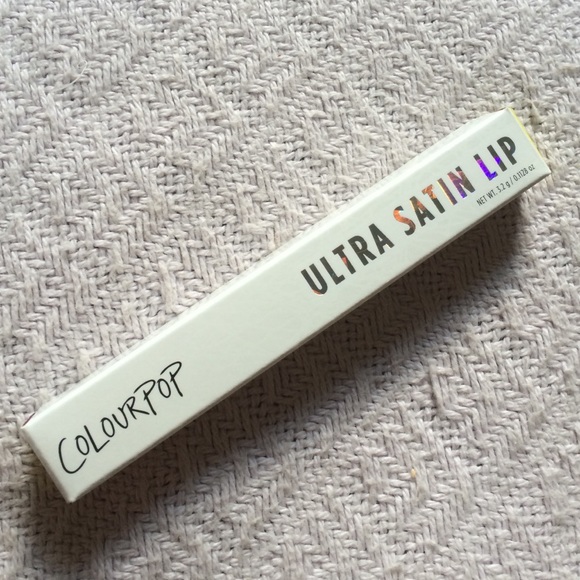 COLOURPOP
ULTRA SATIN LIP
NET WT. 3.2 g / 0.1128 oz